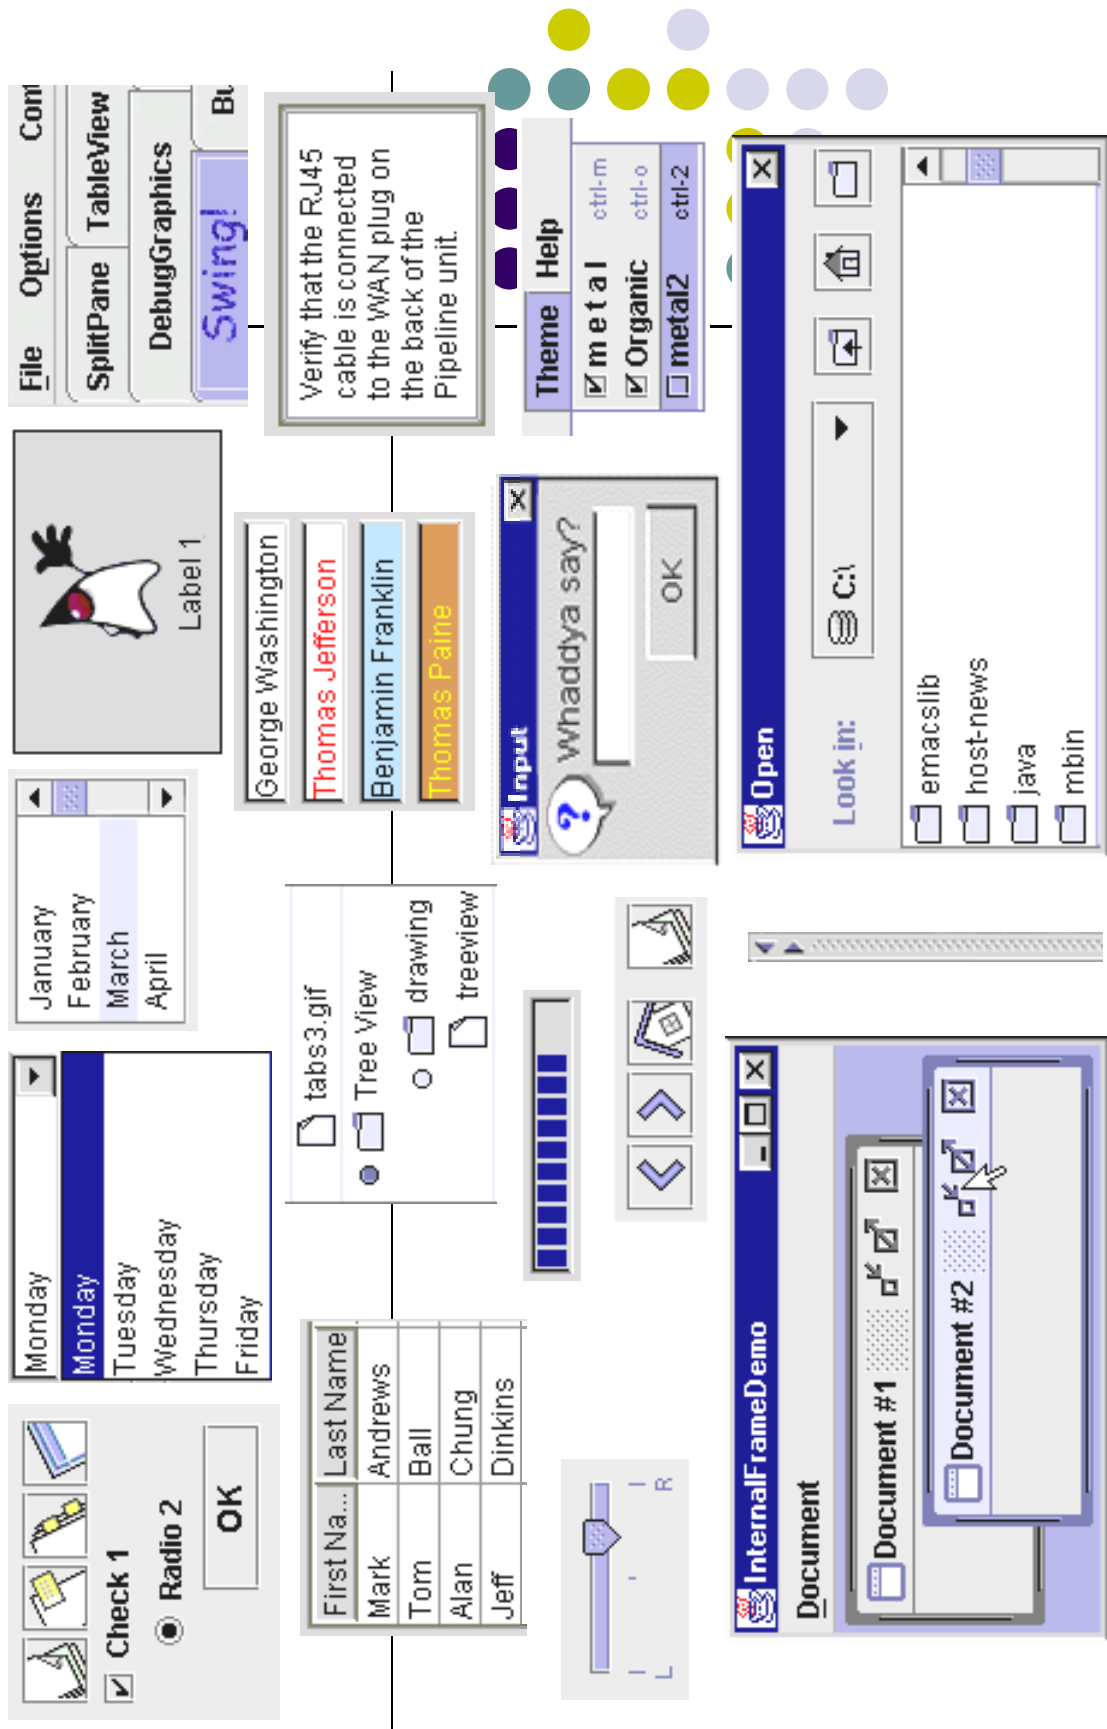 Check 1
Radio 2
OK
Monday
Monday
Tuesday
Wednesday
Thursday
Friday
January
February
March
April
Label 1
File Options Con
SplitPane TableView
DebugGraphics
Swing! Bu
First Na... Last Name
Mark Andrews
Tom Ball
Alan Chung
Jeff Dinkins
tabs3.gif
Tree View
drawing
treeview
George Washington
Thomas Jefferson
Benjamin Franklin
Thomas Paine
Verify that the RJ45
cable is connected
to the WAN plug on
the back of the
Pipeline unit.
L R
Input
Whaddya say?
OK
Theme Help
metal ctrl-m
Organic ctrl-o
metal2 ctrl-2
InternalFrameDemo
Document
Document #1
Document #2
Open
Look in: C:\
emacslib
host-news
java
mbin